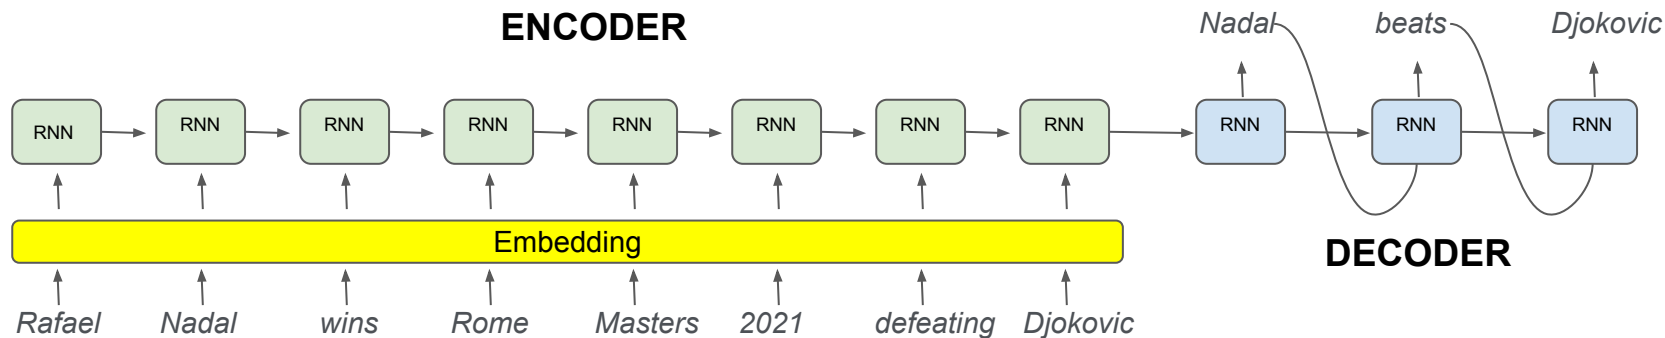 ENCODER
Nadal beats Djokovic
RNN RNN RNN RNN RNN RNN RNN RNN RNN RNN RNN
Embedding
DECODER
Rafael Nadal wins Rome Masters 2021 defeating Djokovic